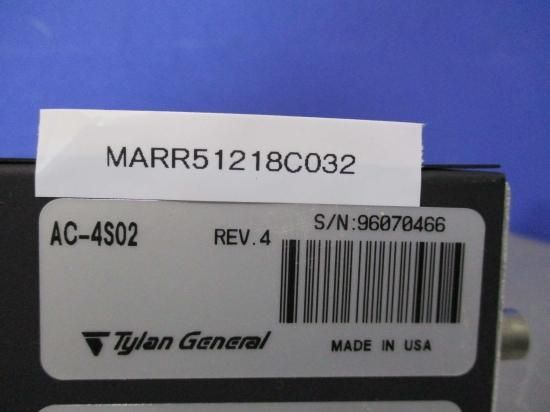 MARR51218C032
AC-4S02 REV.4 S/N:96070466
Tylan General MADE IN USA